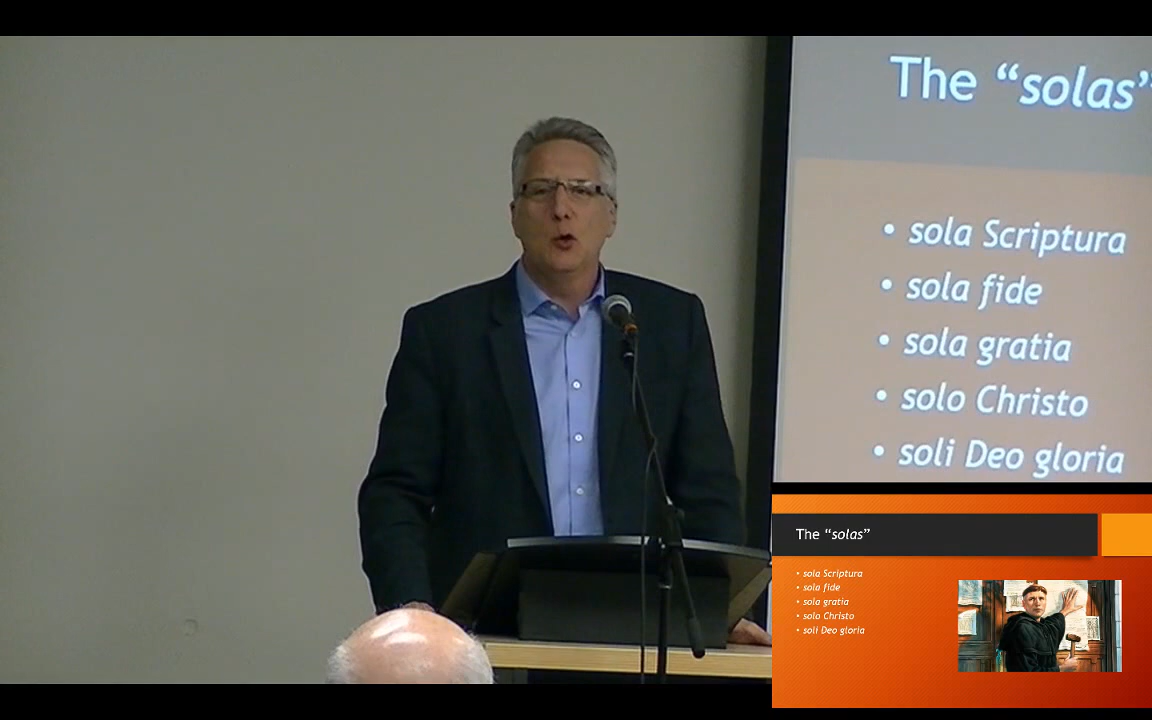 The “solas”
• sola Scriptura
• sola fide
• sola gratia
• solo Christo
• soli Deo gloria
The “solas”
• sola Scriptura
• sola fide
• sola gratia
• solo Christo
• soli Deo gloria